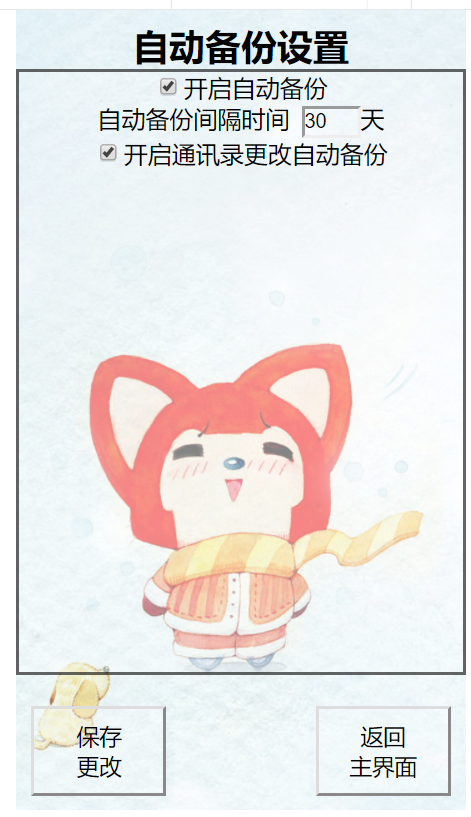 自动备份设置
开启自动备份
自动备份间隔时间 30天
开启通讯录更改自动备份
保存
更改
返回
主界面